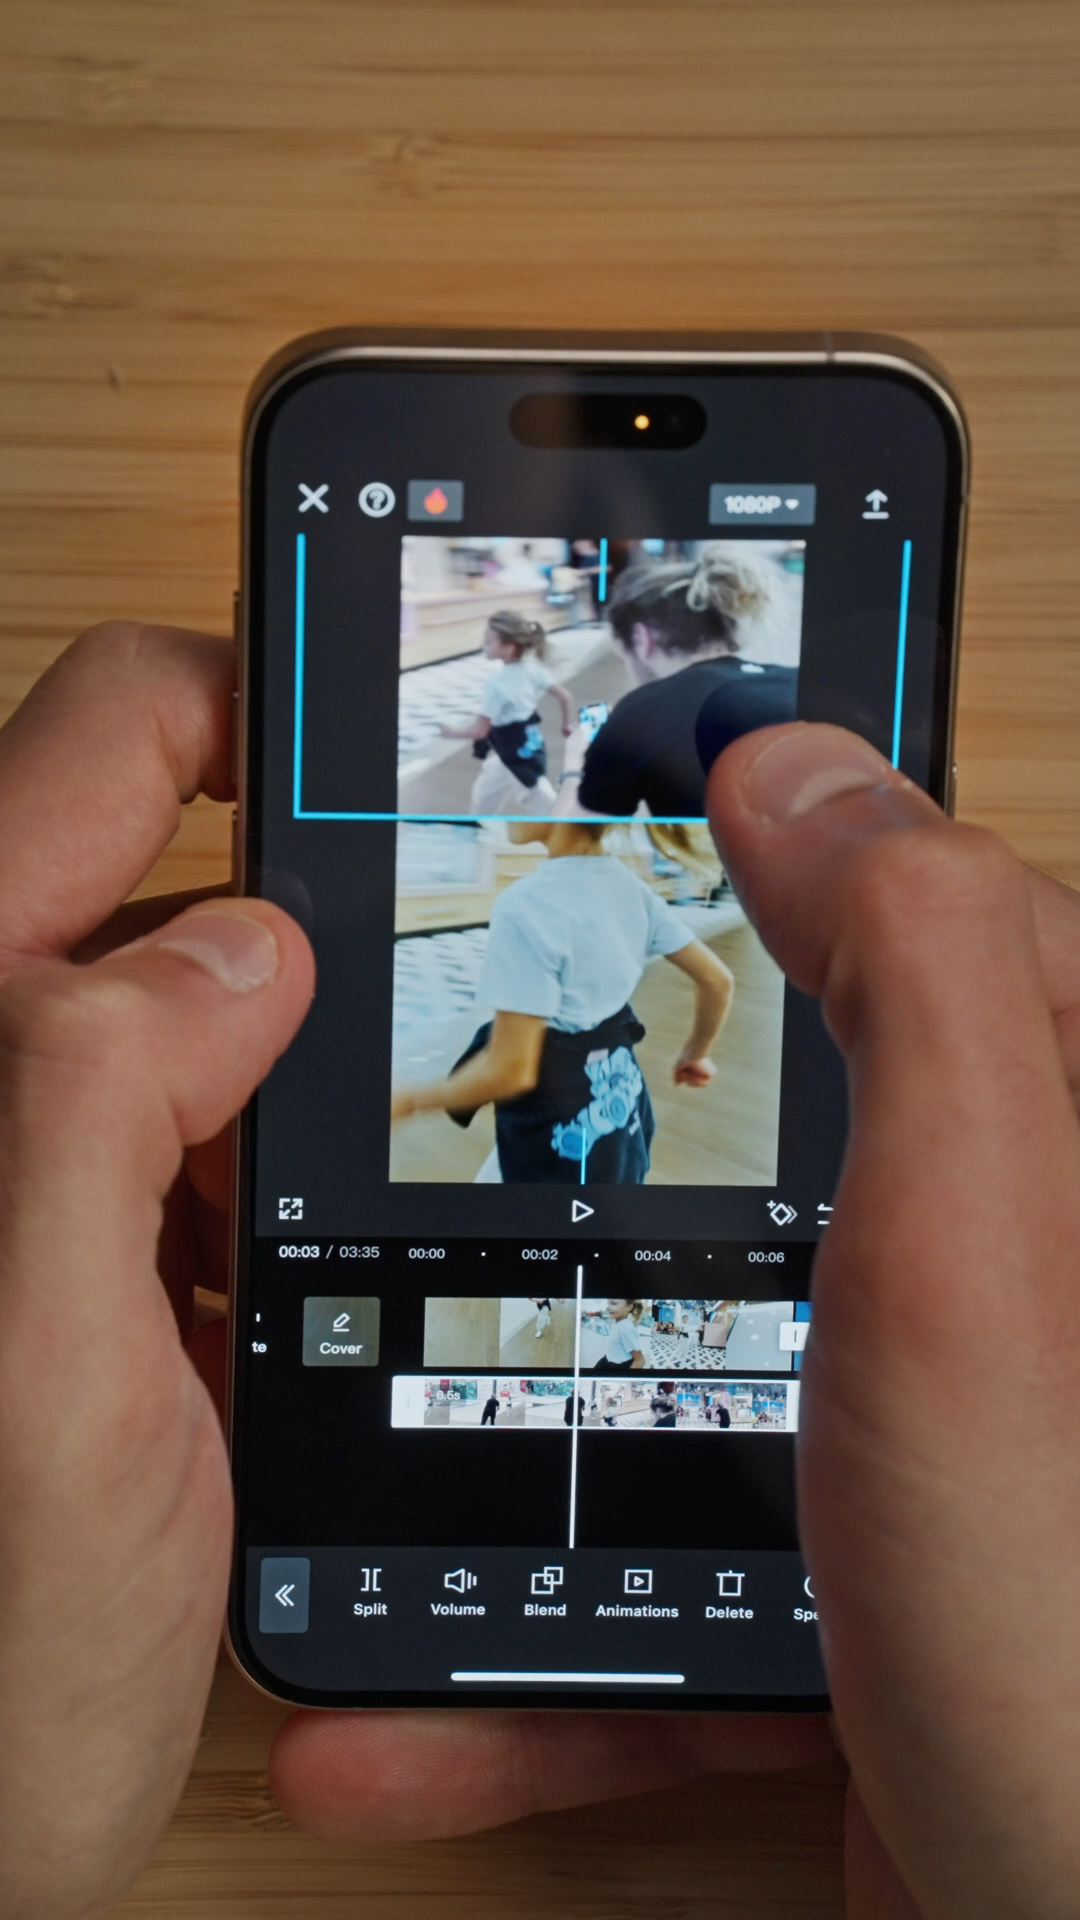 1080P
00:03 / 03:35 00:00 00:02 00:04 00:06
te
Cover
6.5s
Split Volume Blend Animations Delete Spe